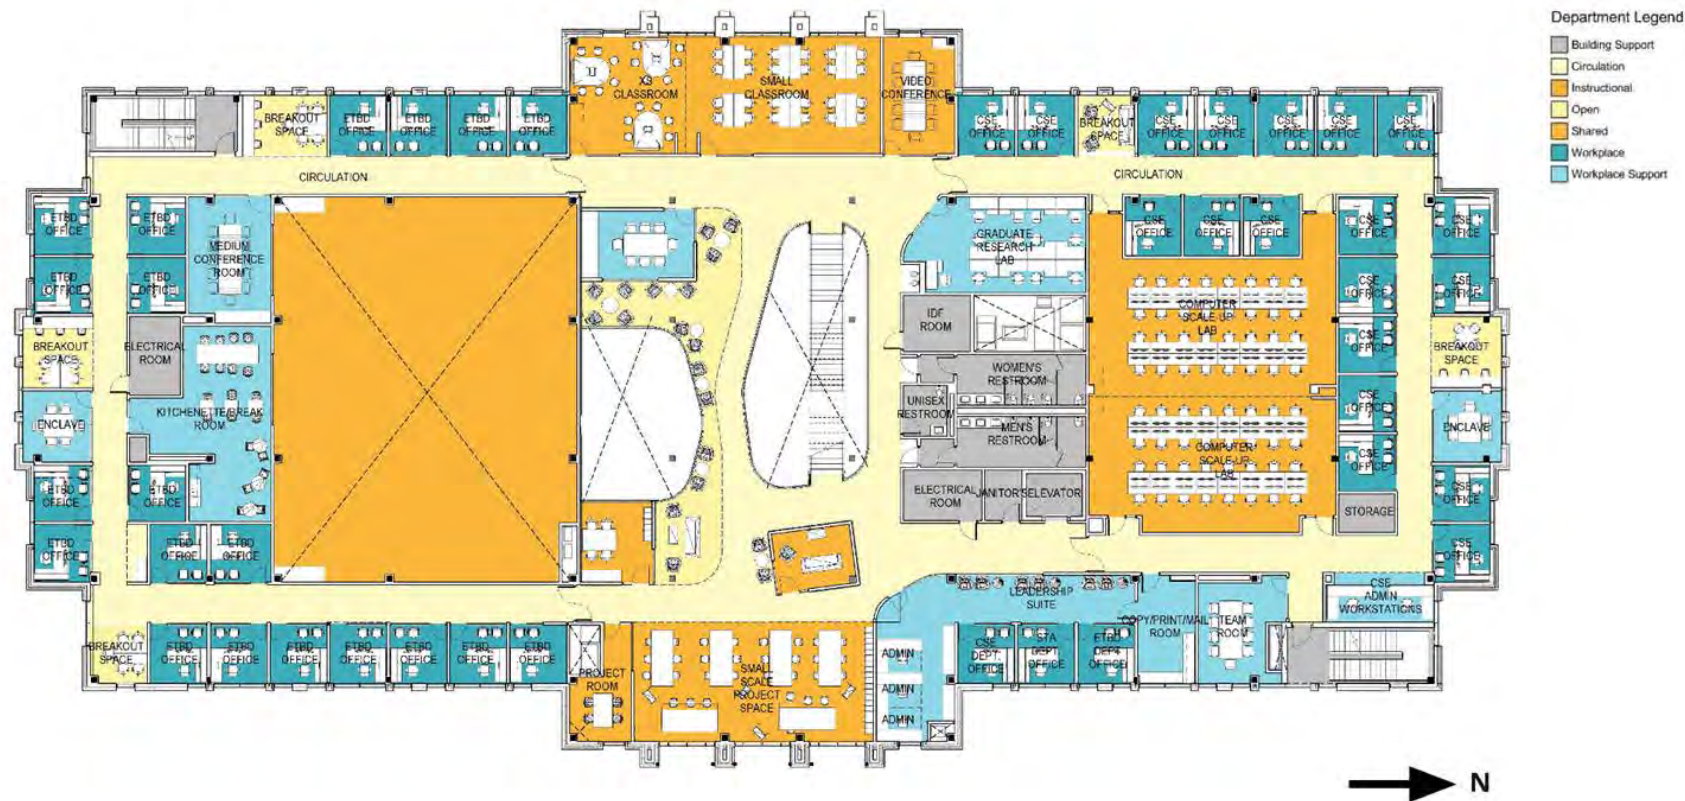 Department Legend
Building Support
Circulation
Instructional
Open
Shared
Workplace
Workplace Support
XS
CLASSROOM
SMALL
CLASSROOM
VIDEO
CONFERENCE
BREAKOUT
SPACE
ETBD
OFFICE
ETBD
OFFICE
ETBD
OFFICE
ETBD
OFFICE
CSE
OFFICE
CSE
OFFICE
BREAKOUT
SPACE
CSE
OFFICE
CSE
OFFICE
CSE
OFFICE
CSE
OFFICE
CSE
OFFICE
CIRCULATION
CIRCULATION
ETBD
OFFICE
ETBD
OFFICE
MEDIUM
CONFERENCE
ROOM
ETBD
OFFICE
ETBD
OFFICE
GRADUATE
RESEARCH
LAB
CSE
OFFICE
CSE
OFFICE
CSE
OFFICE
CSE
OFFICE
CSE
OFFICE
CSE
OFFICE
CSE
OFFICE
BREAKOUT
SPACE
ELECTRICAL
ROOM
IDF
ROOM
COMPUTER
SCALE-UP
LAB
CSE
OFFICE
BREAKOUT
SPACE
WOMEN'S
RESTROOM
UNISEX
RESTROOM
MEN'S
RESTROOM
CSE
OFFICE
ENCLAVE
KITCHENETTE/BREAK
ROOM
ENCLAVE
COMPUTER
SCALE-UP
LAB
CSE
OFFICE
ETBD
OFFICE
ETBD
OFFICE
ELECTRICAL
ROOM
JANITOR'S
ELEVATOR
STORAGE
CSE
OFFICE
ETBD
OFFICE
ETBD
OFFICE
ETBD
OFFICE
CSE
OFFICE
LEADERSHIP
SUITE
CSE
ADMIN
WORKSTATIONS
BREAKOUT
SPACE
ETBD
OFFICE
ETBD
OFFICE
ETBD
OFFICE
ETBD
OFFICE
ETBD
OFFICE
ETBD
OFFICE
ETBD
OFFICE
PROJECT
ROOM
SMALL
SCALE
PROJECT
SPACE
ADMIN
ADMIN
ADMIN
CSE
DEPT.
OFFICE
STA
DEPT
OFFICE
ETBD
DEPT.
OFFICE
COPY/PRINT/MAIL
ROOM
TEAM
ROOM
N